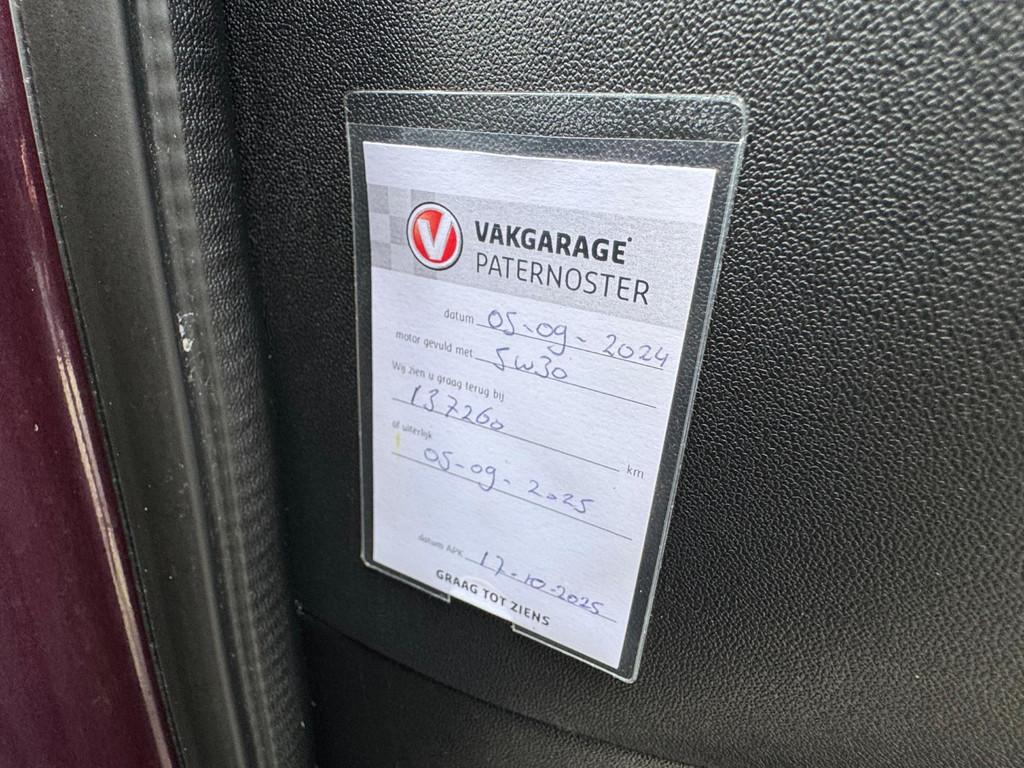 V
VAKGARAGE
PATERNOSTER
datum 05-09-2024
motor gevuld met 5W30
Wij zien u graag terug bij
137260 km
of uiterlijk
05-09-2025
datum APK 17-10-2025
GRAAG TOT ZIENS